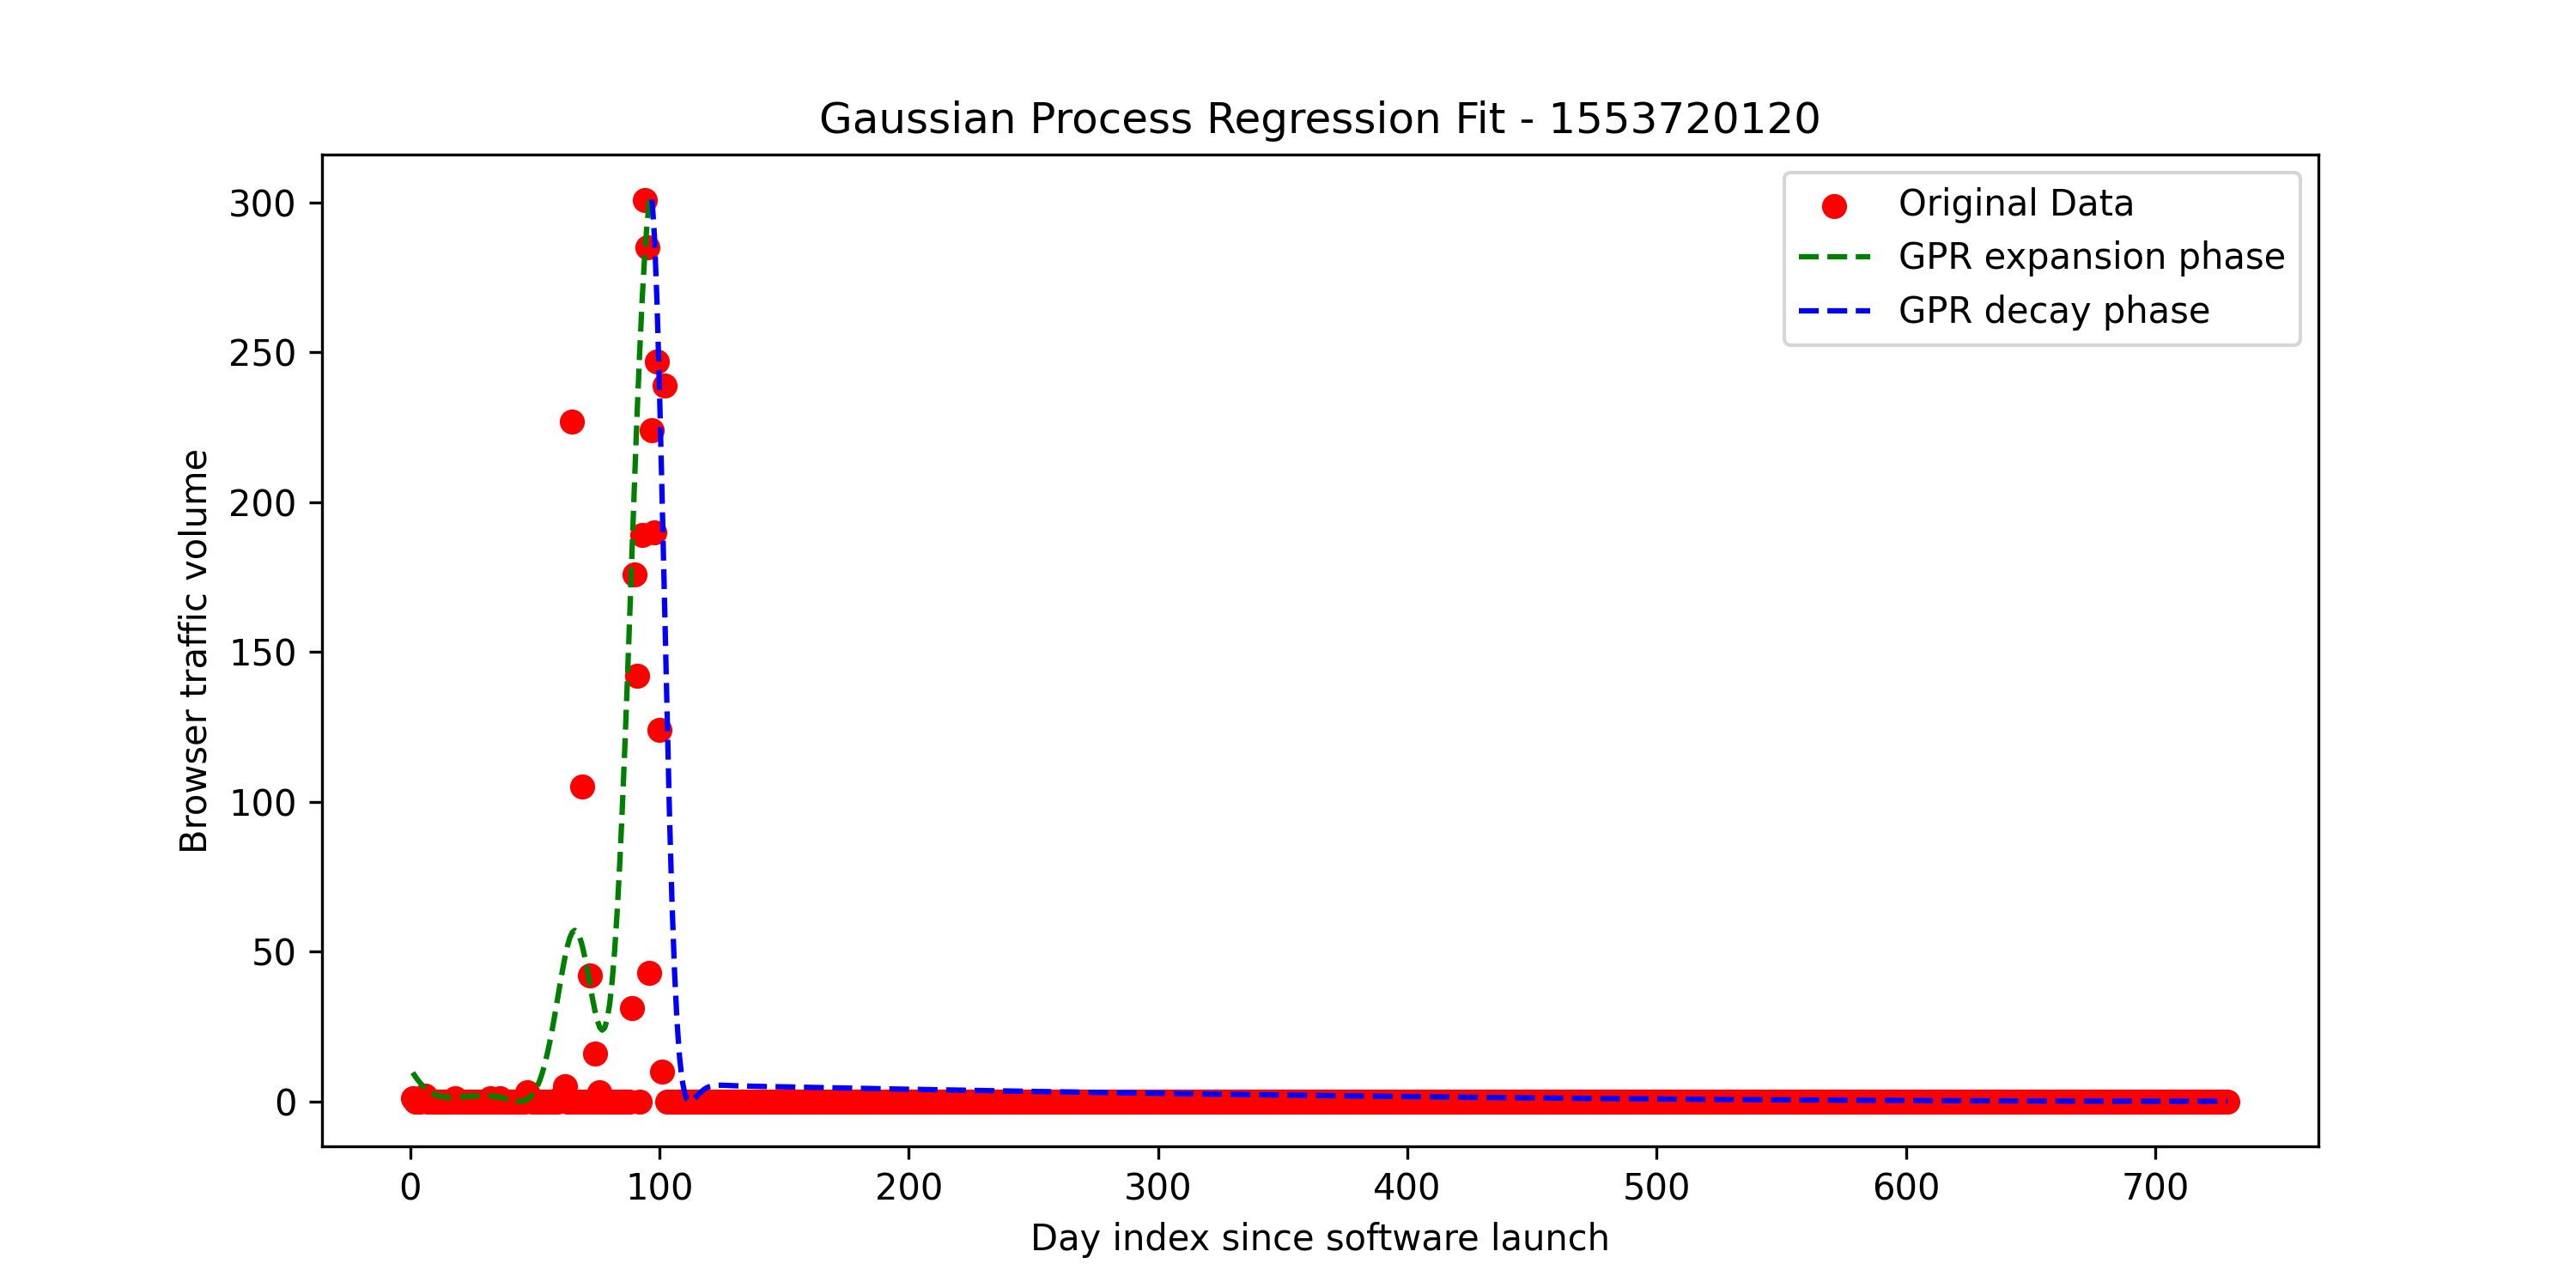 Gaussian Process Regression Fit - 1553720120
Original Data
GPR expansion phase
GPR decay phase
Browser traffic volume
300
250
200
150
100
50
0
0 100 200 300 400 500 600 700
Day index since software launch